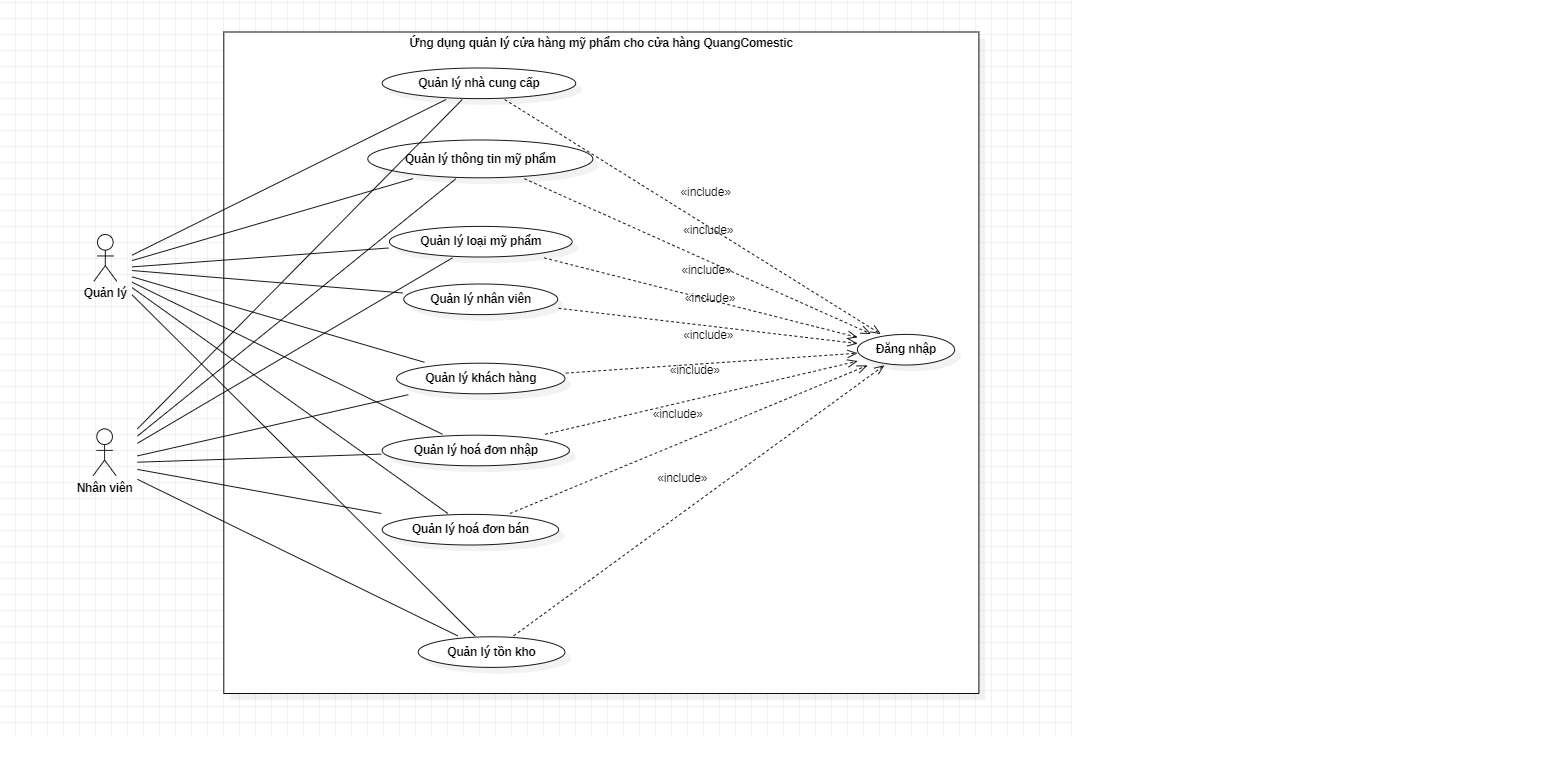 Ứng dụng quản lý cửa hàng mỹ phẩm cho cửa hàng QuangComestic
Quản lý nhà cung cấp
Quản lý thông tin mỹ phẩm
«include»
«include»
Quản lý loại mỹ phẩm
«include»
Quản lý
Quản lý nhân viên
«include»
«include»
Đăng nhập
«include»
Quản lý khách hàng
«include»
Quản lý hoá đơn nhập
«include»
Nhân viên
Quản lý hoá đơn bán
Quản lý tồn kho